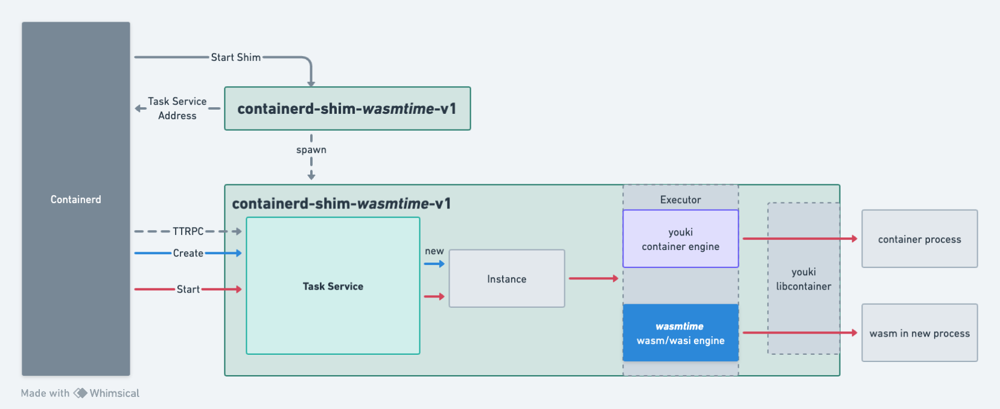 Start Shim
Task Service
Address
containerd-shim-wasmtime-v1
spawn
Containerd
containerd-shim-wasmtime-v1
TTRPC
Create
Start
Task Service
new
Instance
Executor
youki
container engine
wasmtime
wasm/wasi engine
youki
libcontainer
container process
wasm in new process
Made with Whimsical